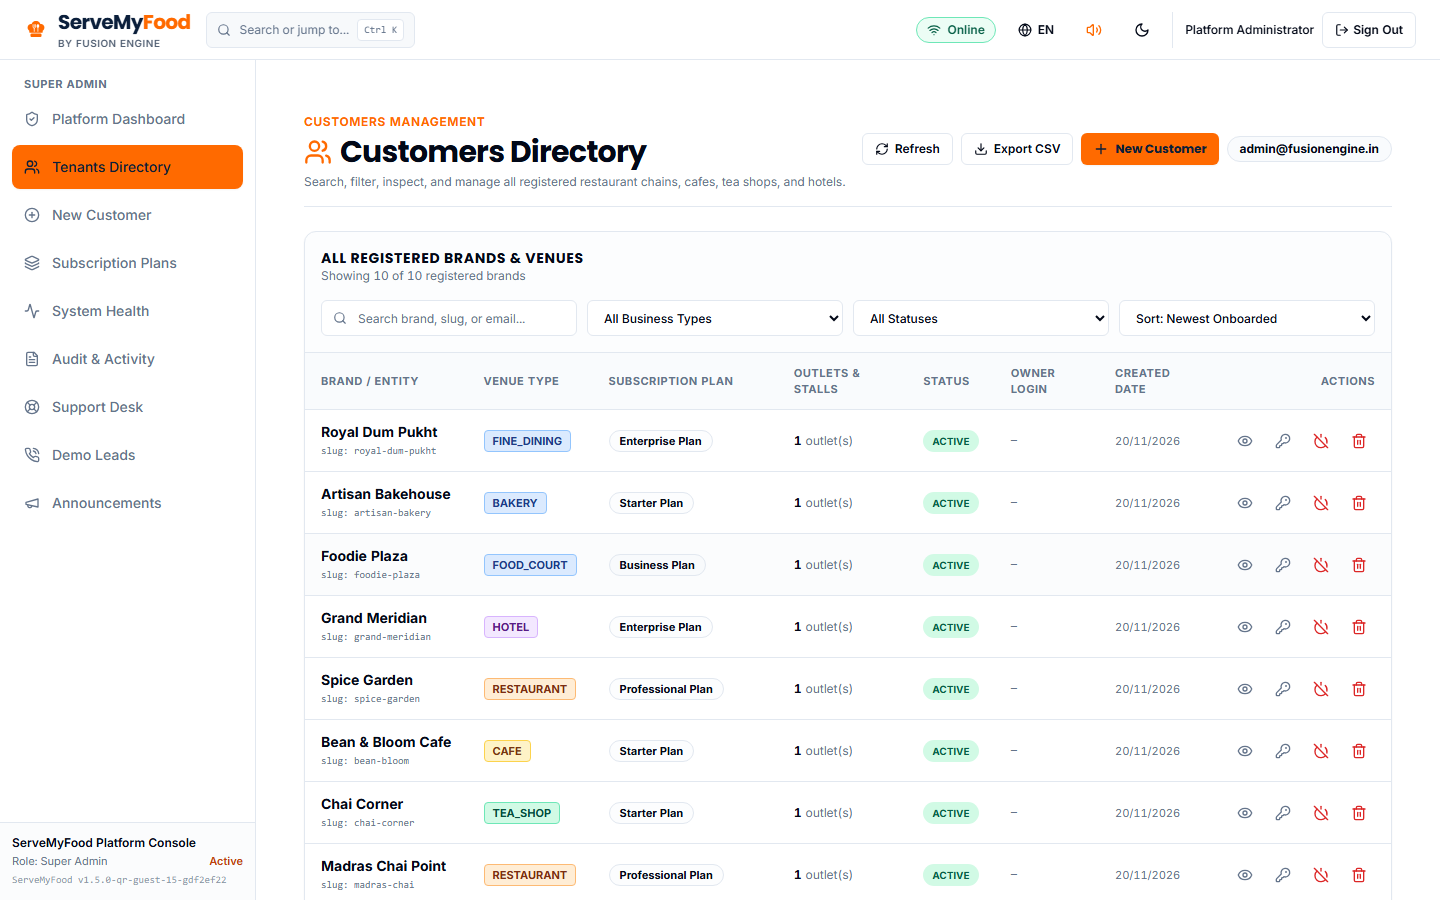 ServeMyFood
BY FUSION ENGINE
Search or jump to... Ctrl K
Online
EN
Platform Administrator
Sign Out
SUPER ADMIN
Platform Dashboard
Tenants Directory
New Customer
Subscription Plans
System Health
Audit & Activity
Support Desk
Demo Leads
Announcements
ServeMyFood Platform Console
Role: Super Admin Active
ServeMyFood v1.5.0-qr-guest-15-gdf2ef22
CUSTOMERS MANAGEMENT
Customers Directory
Search, filter, inspect, and manage all registered restaurant chains, cafes, tea shops, and hotels.
Refresh
Export CSV
New Customer
admin@fusionengine.in
ALL REGISTERED BRANDS & VENUES
Showing 10 of 10 registered brands
Search brand, slug, or email...
All Business Types
All Statuses
Sort: Newest Onboarded
BRAND / ENTITY VENUE TYPE SUBSCRIPTION PLAN OUTLETS & STALLS STATUS OWNER LOGIN CREATED DATE ACTIONS
Royal Dum Pukht FINE_DINING Enterprise Plan 1 outlet(s) ACTIVE – 20/11/2026
slug: royal-dum-pukht
Artisan Bakehouse BAKERY Starter Plan 1 outlet(s) ACTIVE – 20/11/2026
slug: artisan-bakery
Foodie Plaza FOOD_COURT Business Plan 1 outlet(s) ACTIVE – 20/11/2026
slug: foodie-plaza
Grand Meridian HOTEL Enterprise Plan 1 outlet(s) ACTIVE – 20/11/2026
slug: grand-meridian
Spice Garden RESTAURANT Professional Plan 1 outlet(s) ACTIVE – 20/11/2026
slug: spice-garden
Bean & Bloom Cafe CAFE Starter Plan 1 outlet(s) ACTIVE – 20/11/2026
slug: bean-bloom
Chai Corner TEA_SHOP Starter Plan 1 outlet(s) ACTIVE – 20/11/2026
slug: chai-corner
Madras Chai Point RESTAURANT Professional Plan 1 outlet(s) ACTIVE – 20/11/2026
slug: madras-chai